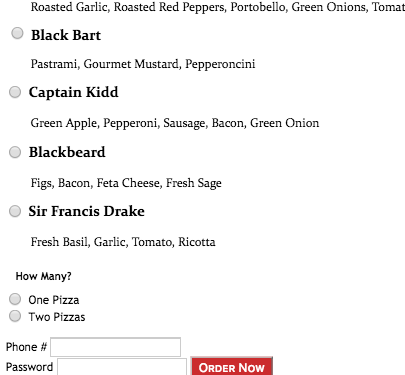 Roasted Garlic, Roasted Red Peppers, Portobello, Green Onions,
Black Bart
Pastrami, Gourmet Mustard, Pepperoncini
Captain Kidd
Green Apple, Pepperoni, Sausage, Bacon, Green Onion
Blackbeard
Figs, Bacon, Feta Cheese, Fresh Sage
Sir Francis Drake
Fresh Basil, Garlic, Tomato, Ricotta
How Many?
One Pizza
Two Pizzas
Phone #
Password ORDER NOW